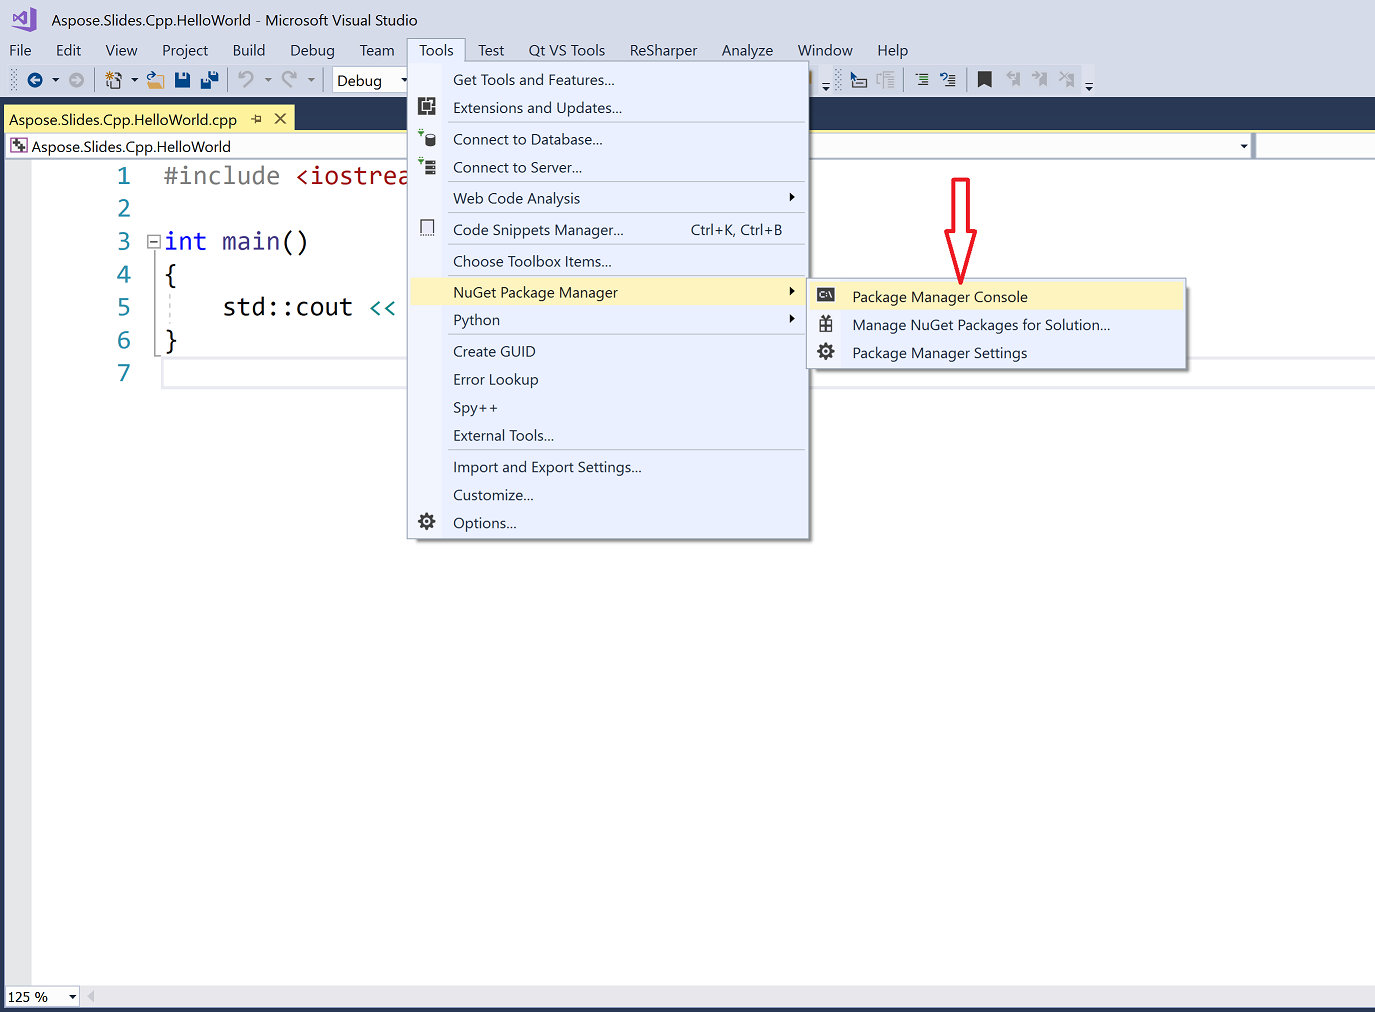 Aspose.Slides.Cpp.HelloWorld - Microsoft Visual Studio
File Edit View Project Build Debug Team Tools Test Qt VS Tools ReSharper Analyze Window Help
Debug
Aspose.Slides.Cpp.HelloWorld.cpp
Aspose.Slides.Cpp.HelloWorld
1 #include <iostrea
2
3 int main()
4 {
5 std::cout <<
6 }
7
Get Tools and Features...
Extensions and Updates...
Connect to Database...
Connect to Server...
Web Code Analysis
Code Snippets Manager... Ctrl+K, Ctrl+B
Choose Toolbox Items...
NuGet Package Manager
Python
Create GUID
Error Lookup
Spy++
External Tools...
Import and Export Settings...
Customize...
Options...
C:\ Package Manager Console
Manage NuGet Packages for Solution...
Package Manager Settings
125 %